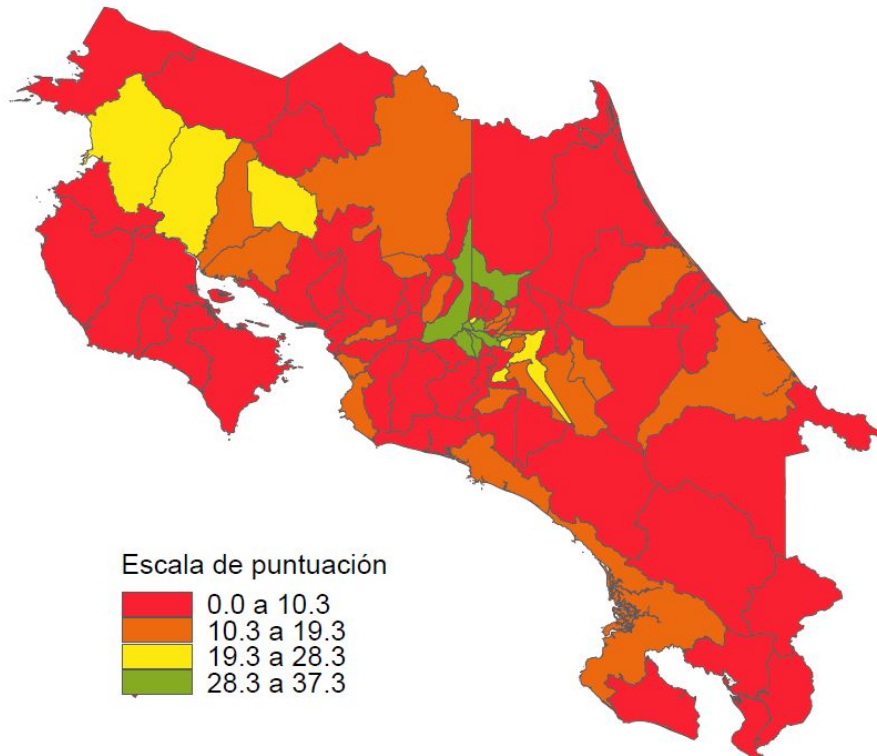 Escala de puntuación
0.0 a 10.3
10.3 a 19.3
19.3 a 28.3
28.3 a 37.3